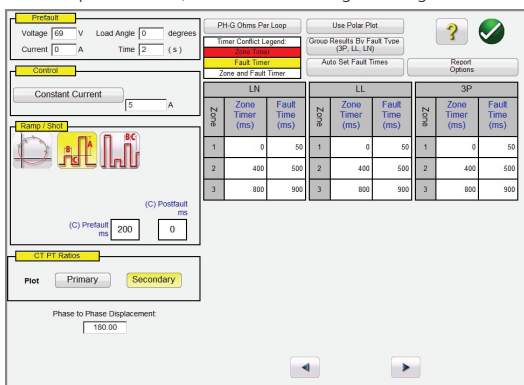 Prefault
Voltage 69 V Load Angle 0 degrees
Current 0 A Time 2 ( s )
Control
Constant Current
5 A
Ramp / Shot
B C A
BC
(C) Postfault
ms
(C) Prefault
ms
200 0
CT PT Ratios
Plot Primary Secondary
Phase to Phase Displacement:
180.00
PH-G Ohms Per Loop Use Polar Plot
Timer Conflict Legend:
Zone Timer
Fault Timer
Zone and Fault Timer
Group Results By Fault Type
(3P, LL, LN)
Auto Set Fault Times
Report
Options
?
LN LL 3P
Zone Zone Timer (ms) Fault Time (ms) Zone Zone Timer (ms) Fault Time (ms) Zone Zone Timer (ms) Fault Time (ms)
1 0 50 1 0 50 1 0 50
2 400 500 2 400 500 2 400 500
3 800 900 3 800 900 3 800 900